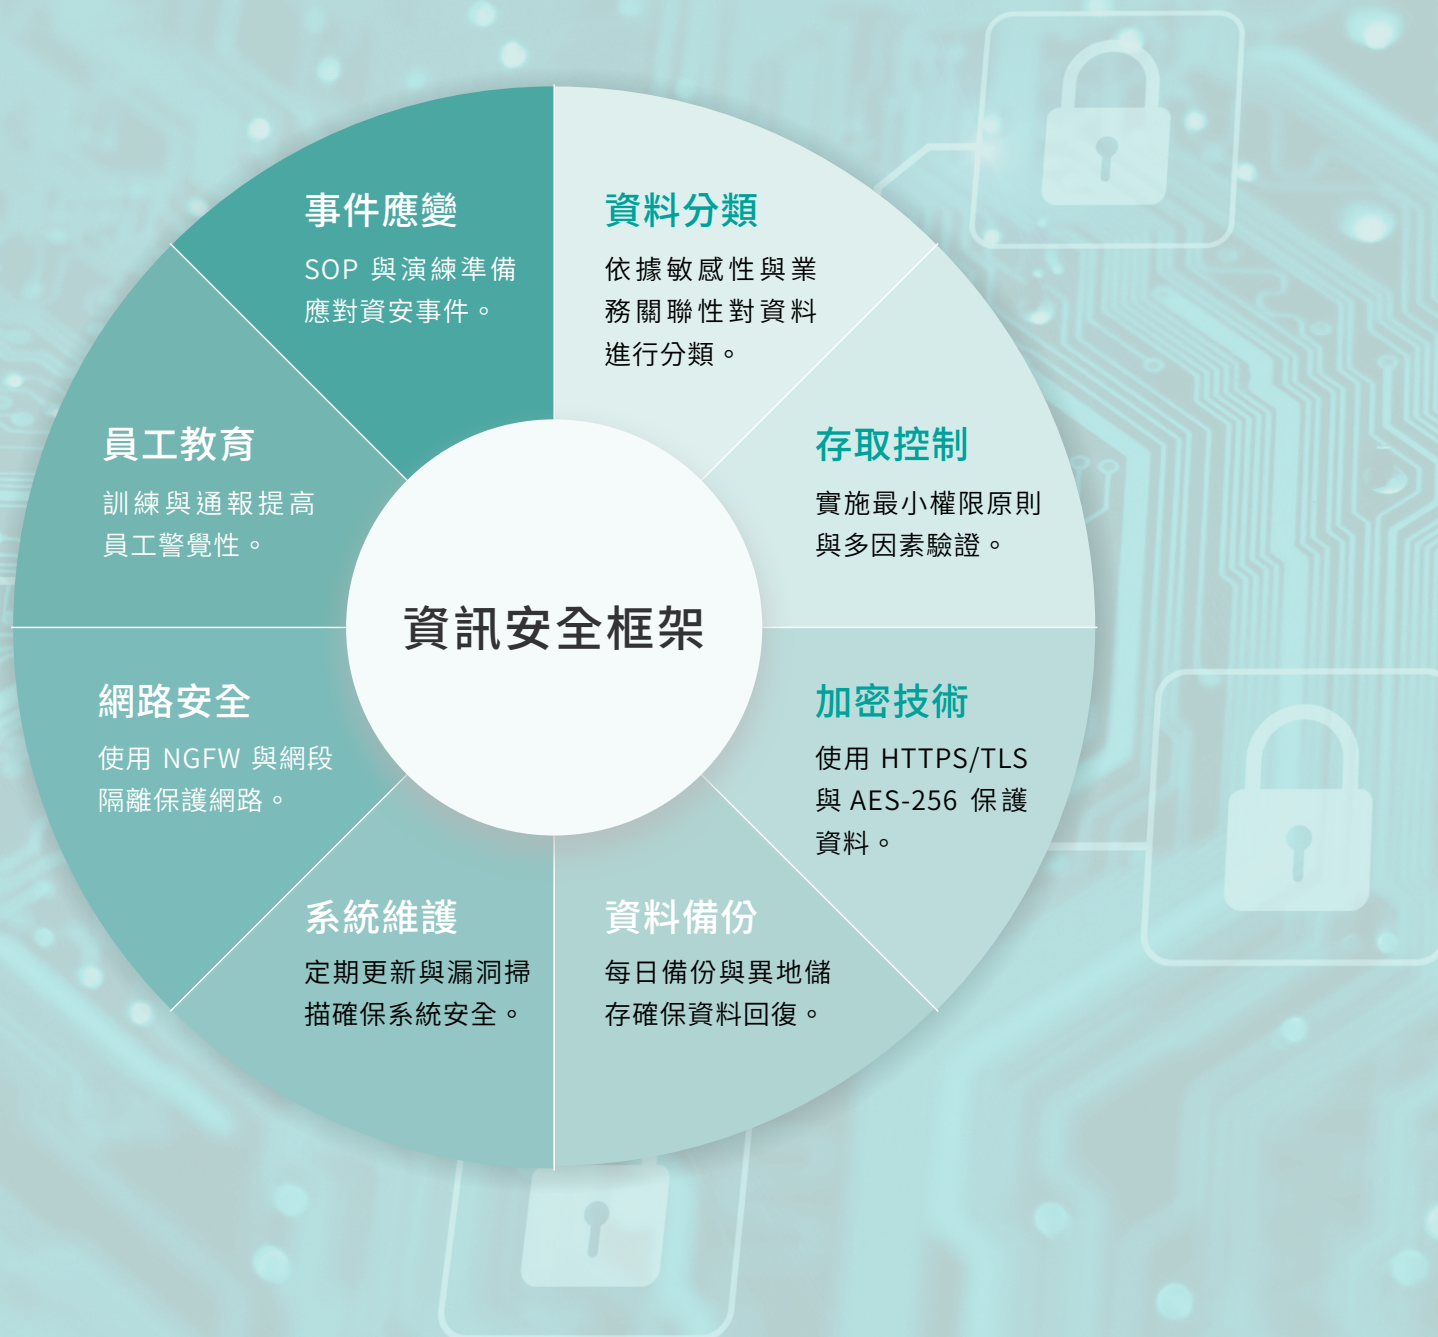 資訊安全框架
資料分類
依據敏感性與業
務關聯性對資料
進行分類。
存取控制
實施最小權限原則
與多因素驗證。
加密技術
使用 HTTPS/TLS
與 AES-256 保護
資料。
資料備份
每日備份與異地儲
存確保資料回復。
系統維護
定期更新與漏洞掃
描確保系統安全。
網路安全
使用 NGFW 與網段
隔離保護網路。
員工教育
訓練與通報提高
員工警覺性。
事件應變
SOP 與演練準備
應對資安事件。